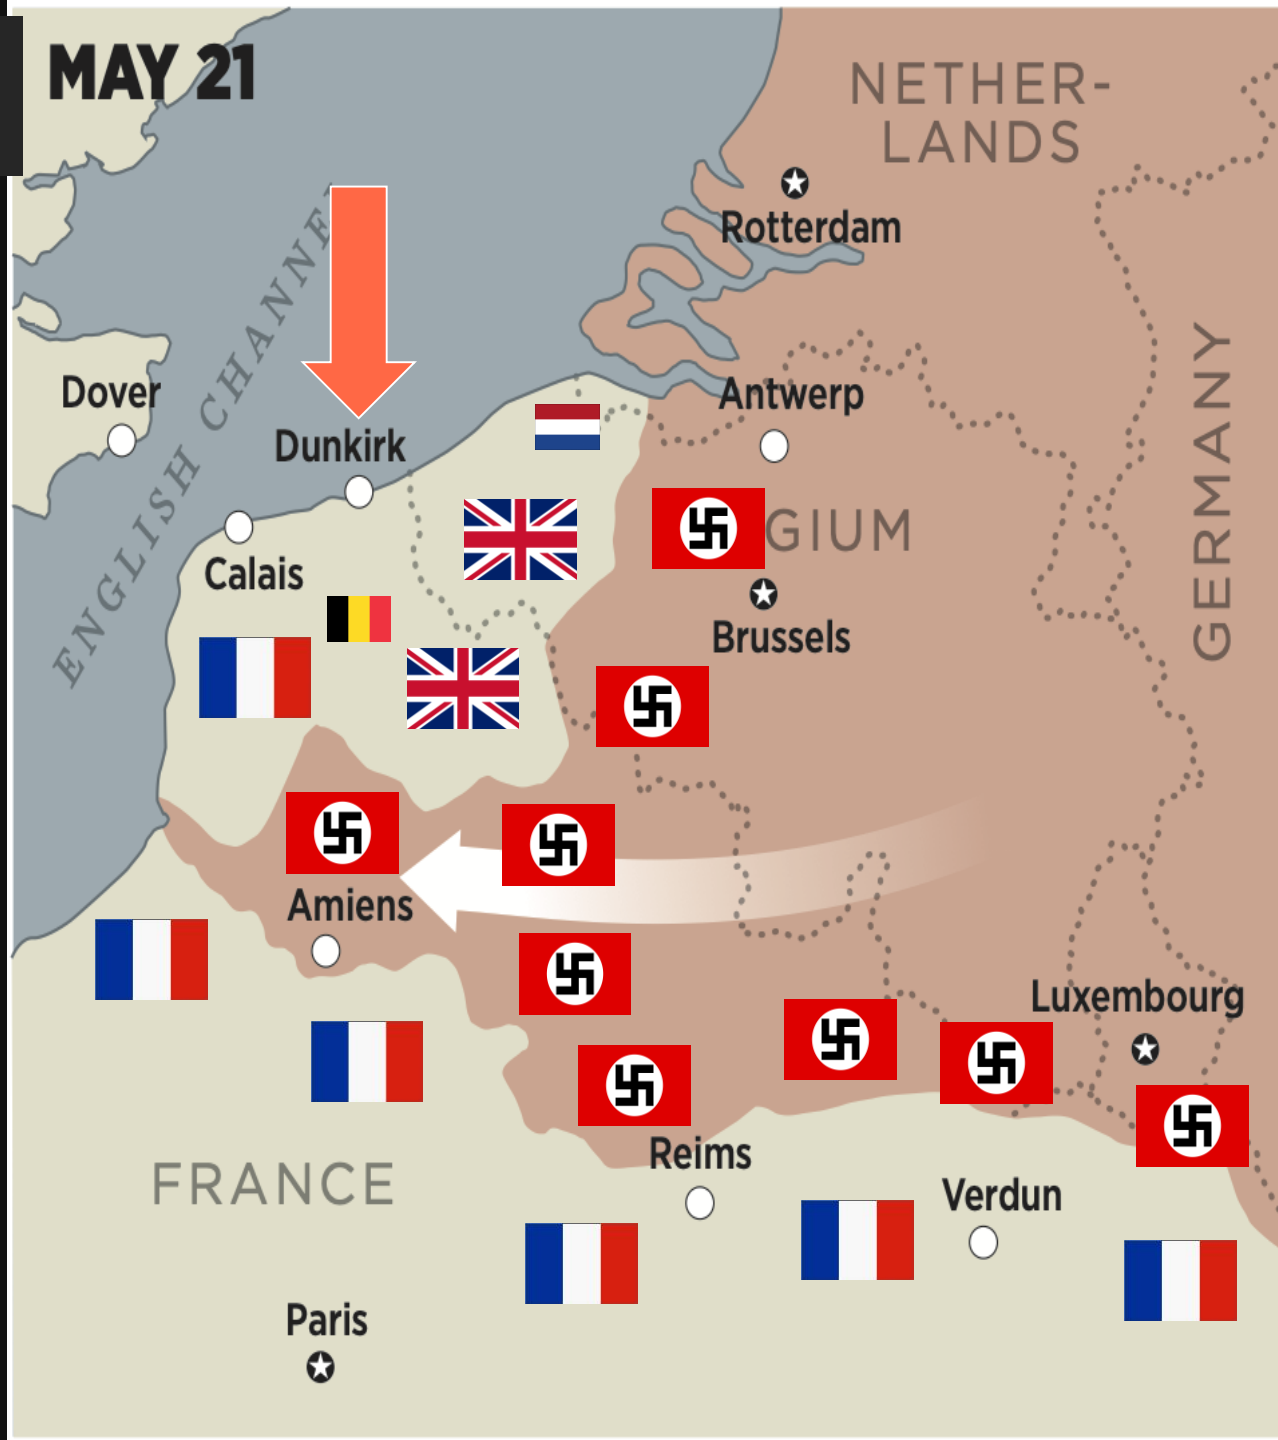 MAY 21
NETHER-
LANDS
Rotterdam
ENGLISH CHANNE
GERMANY
Dover
Antwerp
Dunkirk
GIUM
Calais
Brussels
Amiens
Luxembourg
Reims
FRANCE
Verdun
Paris